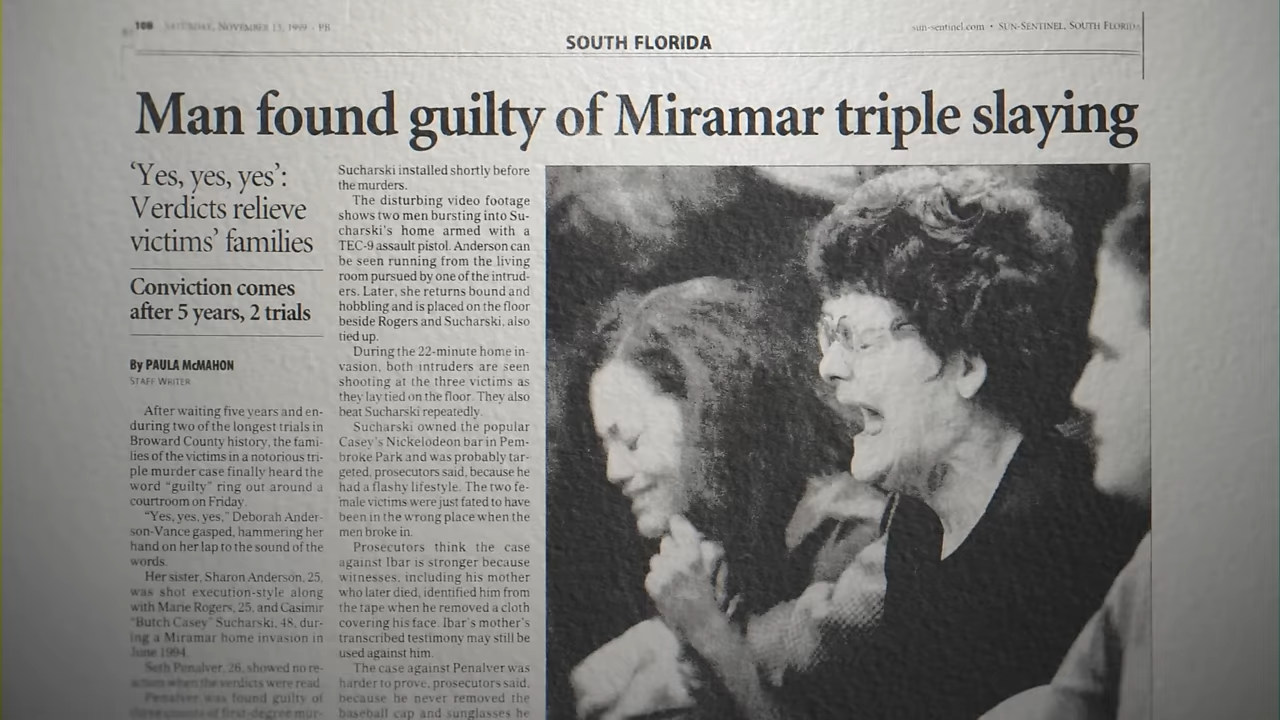 10B SATURDAY, NOVEMBER 13, 1999 · PB
sun-sentinel.com • SUN-SENTINEL, SOUTH FLORIDA
SOUTH FLORIDA
Man found guilty of Miramar triple slaying
‘Yes, yes, yes’:
Verdicts relieve
victims’ families
Conviction comes
after 5 years, 2 trials
By PAULA McMAHON
STAFF WRITER
After waiting five years and en-
during two of the longest trials in
Broward County history, the fami-
lies of the victims in a notorious tri-
ple murder case finally heard the
word “guilty” ring out around a
courtroom on Friday.
“Yes, yes, yes,” Deborah Ander-
son-Vance gasped, hammering her
hand on her lap to the sound of the
words.
Her sister, Sharon Anderson, 25,
was shot execution-style along
with Marie Rogers, 25, and Casimir
“Butch Casey” Sucharski, 48, dur-
ing a Miramar home invasion in
June 1994.
Seth Penalver, 26, showed no re-
action when the verdicts were read.
Penalver was found guilty of
three counts of first-degree mur-
Sucharski installed shortly before
the murders.
The disturbing video footage
shows two men bursting into Su-
charski’s home armed with a
TEC-9 assault pistol. Anderson can
be seen running from the living
room pursued by one of the intrud-
ers. Later, she returns bound and
hobbling and is placed on the floor
beside Rogers and Sucharski, also
tied up.
During the 22-minute home in-
vasion, both intruders are seen
shooting at the three victims as
they lay tied on the floor. They also
beat Sucharski repeatedly.
Sucharski owned the popular
Casey’s Nickelodeon bar in Pem-
broke Park and was probably tar-
geted, prosecutors said, because he
had a flashy lifestyle. The two fe-
male victims were just fated to have
been in the wrong place when the
men broke in.
Prosecutors think the case
against Ibar is stronger because
witnesses, including his mother
who later died, identified him from
the tape when he removed a cloth
covering his face. Ibar’s mother’s
transcribed testimony may still be
used against him.
The case against Penalver was
harder to prove, prosecutors said,
because he never removed the
baseball cap and sunglasses he